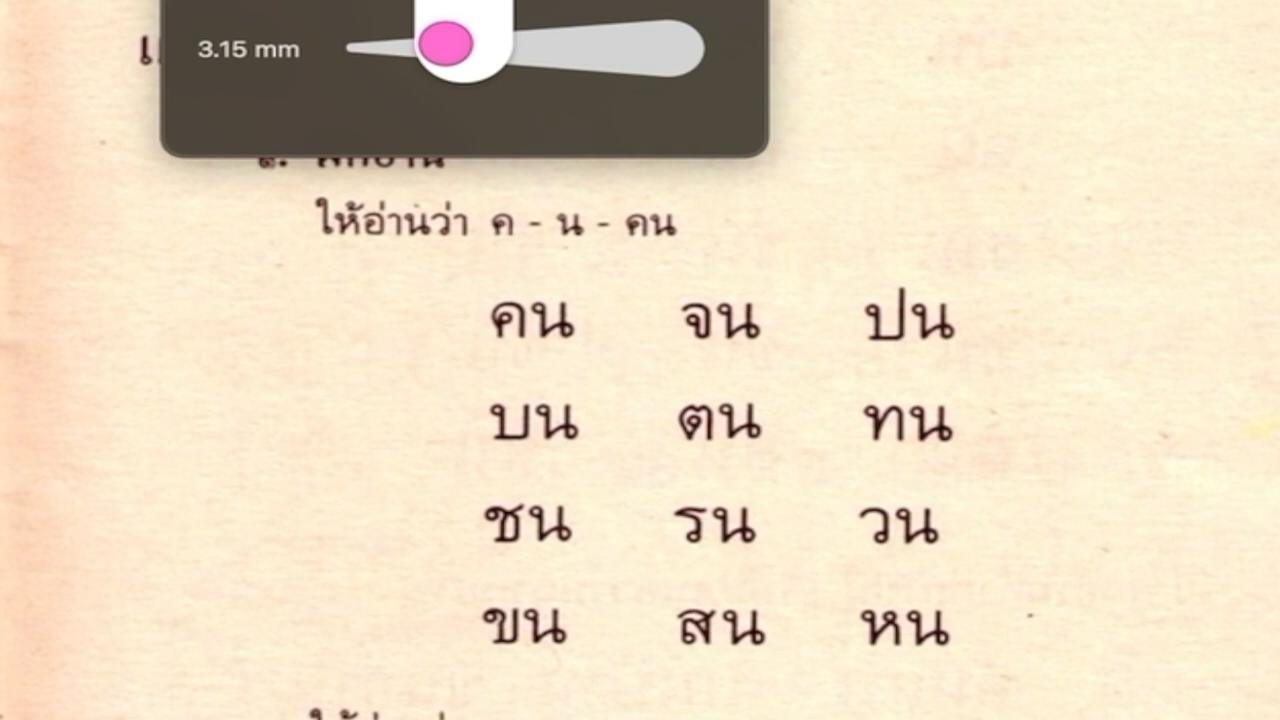 3.15 mm
ให้อ่านว่า ค - น - คน
คน จน ปน
บน ตน ทน
ชน รน วน
ขน สน หน